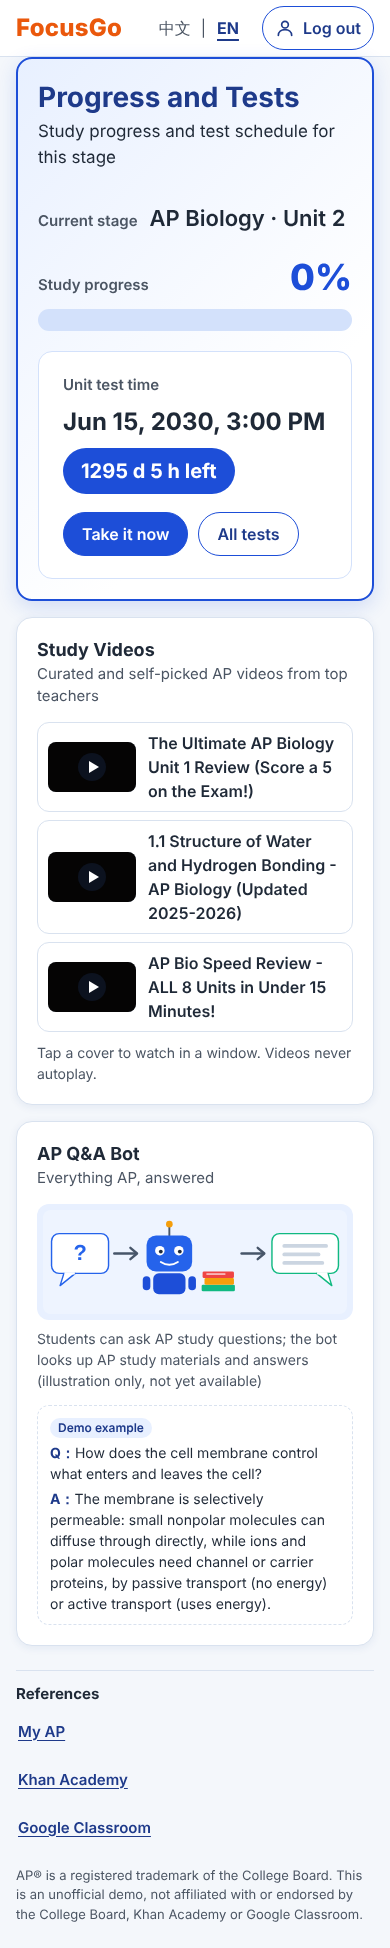 FocusGo 中文 | EN Log out
Progress and Tests
Study progress and test schedule for
this stage
Current stage AP Biology · Unit 2
Study progress 0%
Unit test time
Jun 15, 2030, 3:00 PM
1295 d 5 h left
Take it now All tests
Study Videos
Curated and self-picked AP videos from top
teachers
The Ultimate AP Biology
Unit 1 Review (Score a 5
on the Exam!)
1.1 Structure of Water
and Hydrogen Bonding -
AP Biology (Updated
2025-2026)
AP Bio Speed Review -
ALL 8 Units in Under 15
Minutes!
Tap a cover to watch in a window. Videos never
autoplay.
AP Q&A Bot
Everything AP, answered
?
Students can ask AP study questions; the bot
looks up AP study materials and answers
(illustration only, not yet available)
Demo example
Q：How does the cell membrane control
what enters and leaves the cell?
A：The membrane is selectively
permeable: small nonpolar molecules can
diffuse through directly, while ions and
polar molecules need channel or carrier
proteins, by passive transport (no energy)
or active transport (uses energy).
References
My AP
Khan Academy
Google Classroom
AP® is a registered trademark of the College Board. This
is an unofficial demo, not affiliated with or endorsed by
the College Board, Khan Academy or Google Classroom.